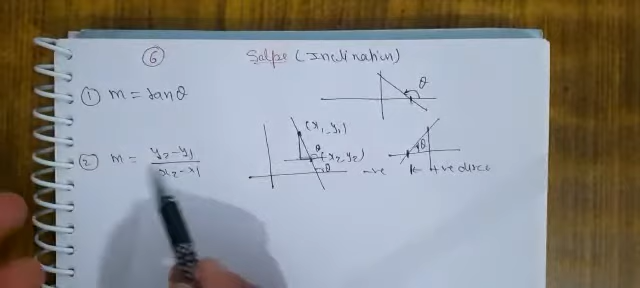 ⑥ Salpe (Inclination)
① m = tanθ
θ
② m = y₂-y₁ / x₂-x₁
(x₁, y₁)
θ
(x₂, y₂)
θ
θ
-ve ← +ve direc